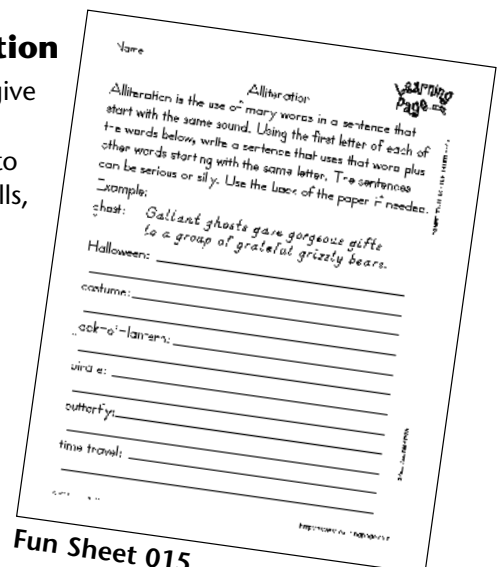 tion
give
to
lls,
Name
Alliteration
Learning
Page
Alliteration is the use of many words in a sentence that
start with the same sound. Using the first letter of each of
the words below, write a sentence that uses that word plus
other words starting with the same letter. The sentences
can be serious or silly. Use the back of the paper if needed.
Example:
ghost: Gallant ghosts gave gorgeous gifts
to a group of grateful grizzly bears.
Halloween:
costume:
jack-o'-lantern:
butterfly:
time travel:
Fun Sheet 015